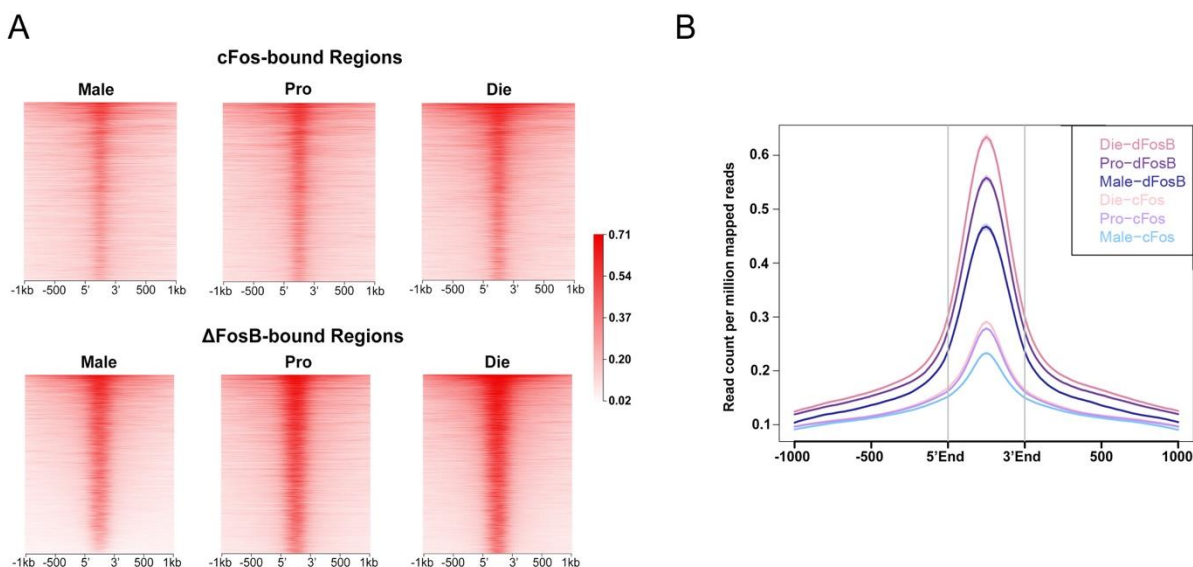 A
cFos-bound Regions
Male Pro Die
-1kb -500 5' 3' 500 1kb -1kb -500 5' 3' 500 1kb -1kb -500 5' 3' 500 1kb
0.71
0.54
0.37
0.20
0.02
ΔFosB-bound Regions
Male Pro Die
-1kb -500 5' 3' 500 1kb -1kb -500 5' 3' 500 1kb -1kb -500 5' 3' 500 1kb
B
Read count per million mapped reads
0.6
0.5
0.4
0.3
0.2
0.1
-1000 -500 5'End 3'End 500 1000
Die-dFosB
Pro-dFosB
Male-dFosB
Die-cFos
Pro-cFos
Male-cFos